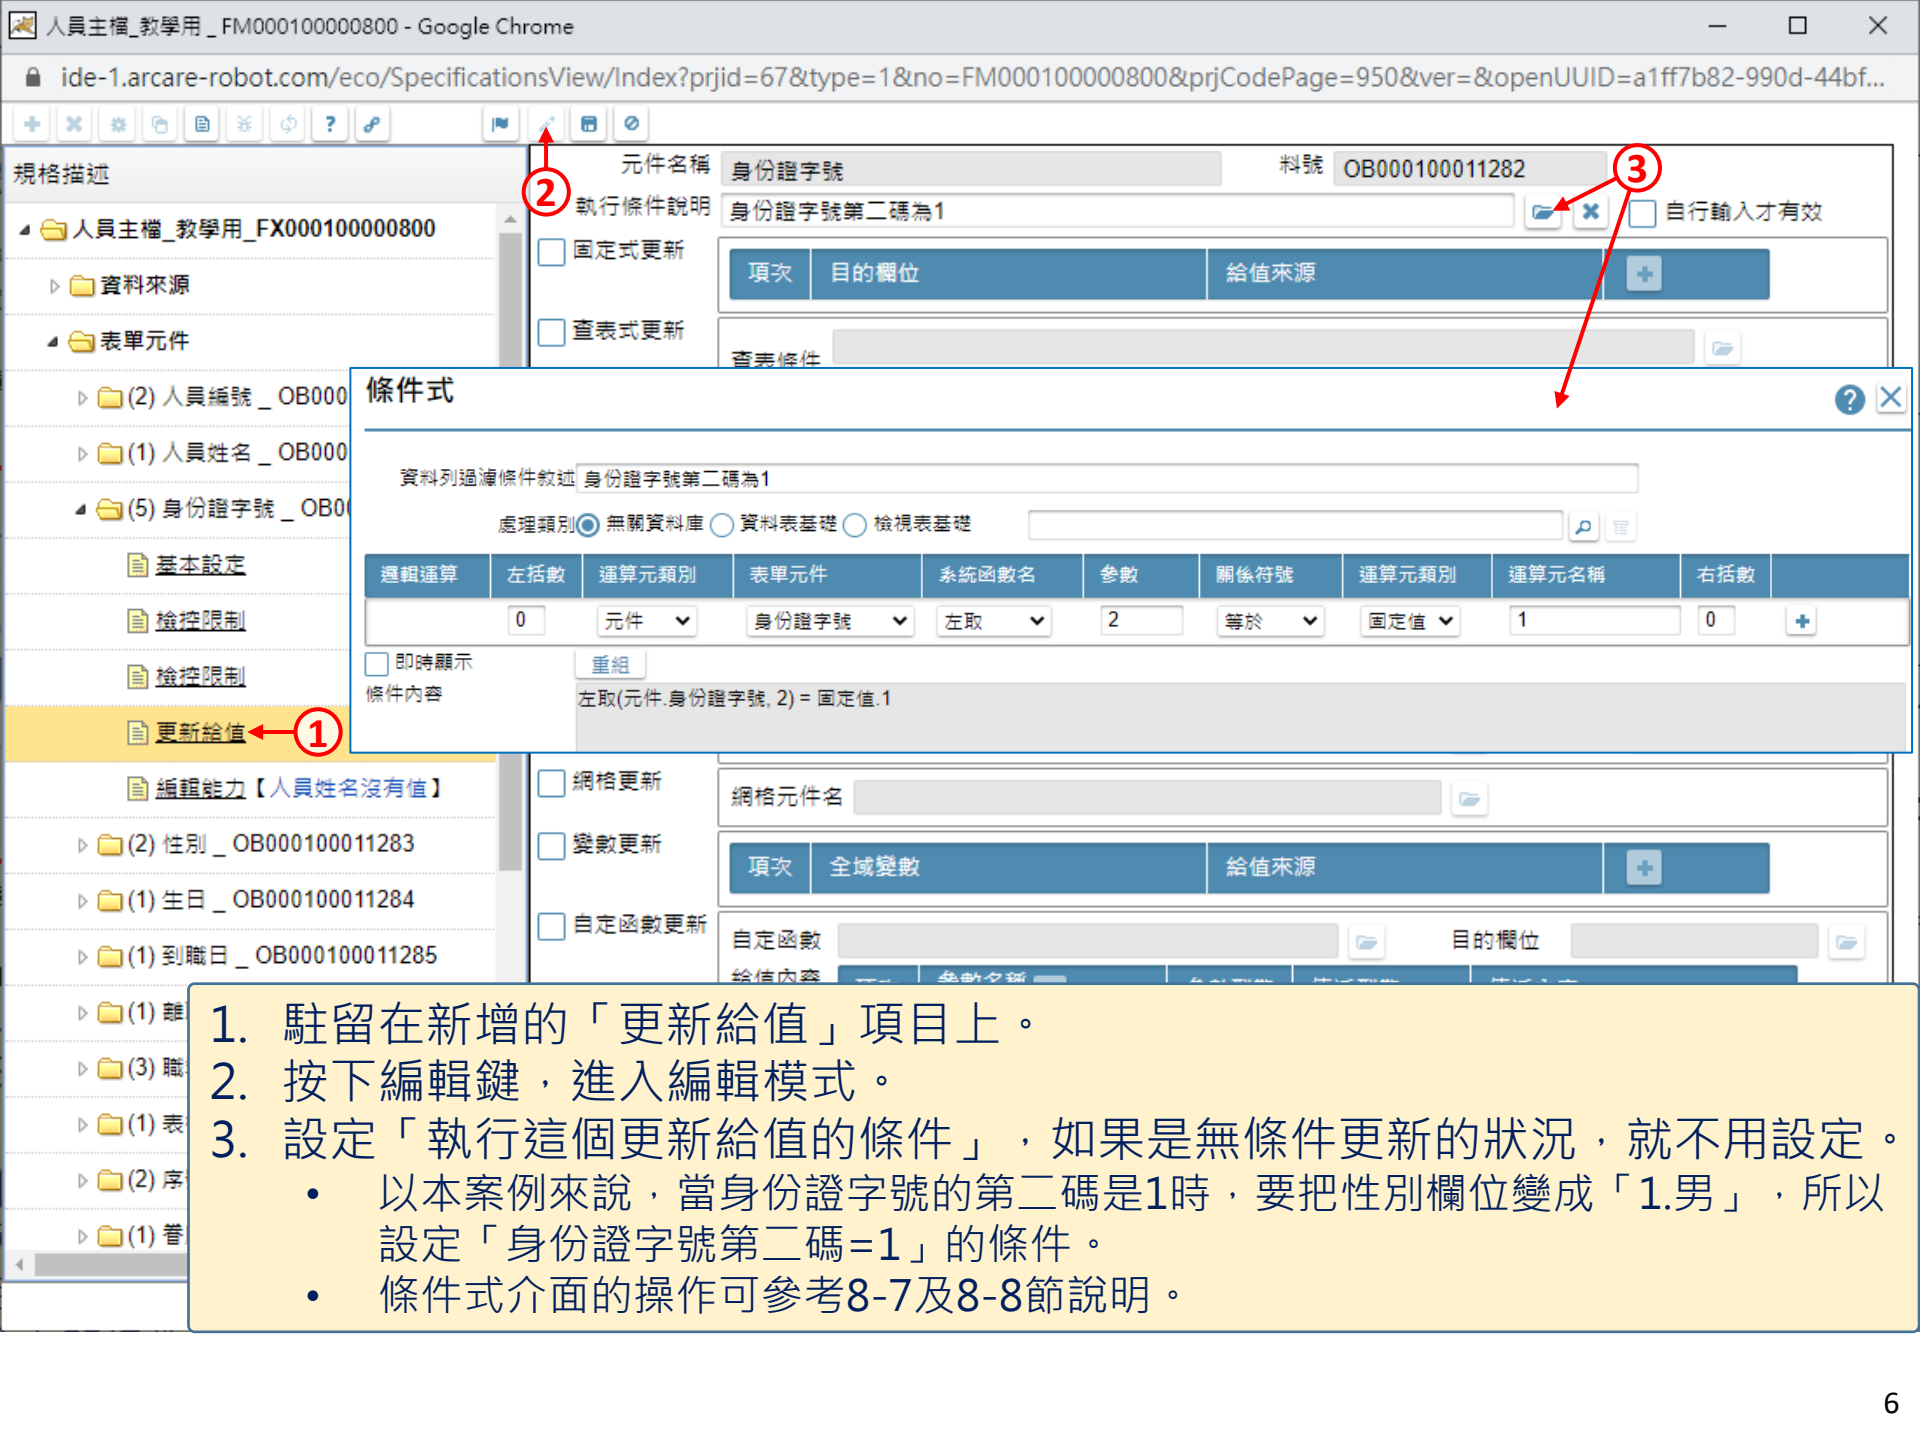 人員主檔_教學用 _ FM000100000800 - Google Chrome
ide-1.arcare-robot.com/eco/SpecificationsView/Index?prjid=67&type=1&no=FM000100000800&prjCodePage=950&ver=&openUUID=a1ff7b82-990d-44bf...
規格描述
人員主檔_教學用_FX000100000800
資料來源
表單元件
(2) 人員編號 _ OB000
(1) 人員姓名 _ OB000
(5) 身份證字號 _ OB00
基本設定
檢控限制
檢控限制
更新給值
1
編輯能力【人員姓名沒有值】
(2) 性別 _ OB000100011283
(1) 生日 _ OB000100011284
(1) 到職日 _ OB000100011285
(1) 離
(3) 職
(1) 表
(2) 序
(1) 眷
2
元件名稱 身份證字號 料號 OB000100011282
3
執行條件說明 身份證字號第二碼為1 自行輸入才有效
固定式更新
項次 目的欄位 給值來源
查表式更新
查表條件
條件式
資料列過濾條件敘述 身份證字號第二碼為1
處理類別 無關資料庫 資料表基礎 檢視表基礎
邏輯運算 左括數 運算元類別 表單元件 系統函數名 參數 關係符號 運算元類別 運算元名稱 右括數
0 元件 身份證字號 左取 2 等於 固定值 1 0
即時顯示 重組
條件內容 左取(元件.身份證字號, 2) = 固定值.1
網格更新
網格元件名
變數更新
項次 全域變數 給值來源
自定函數更新
自定函數 目的欄位
給值內容
1. 駐留在新增的「更新給值」項目上。
2. 按下編輯鍵，進入編輯模式。
3. 設定「執行這個更新給值的條件」，如果是無條件更新的狀況，就不用設定。
• 以本案例來說，當身份證字號的第二碼是1時，要把性別欄位變成「1.男」，所以
設定「身份證字號第二碼=1」的條件。
• 條件式介面的操作可參考8-7及8-8節說明。
6